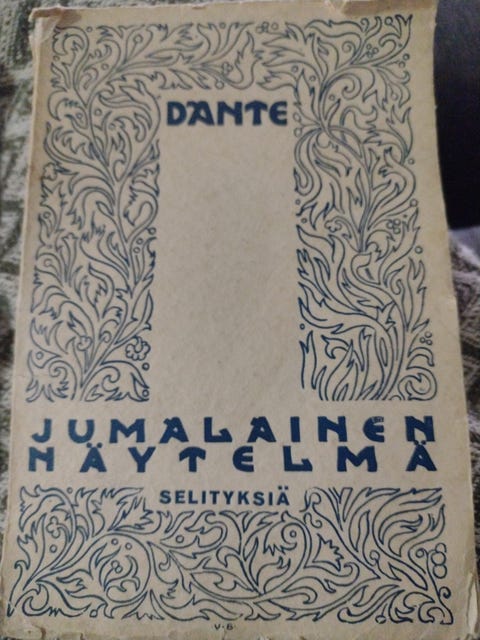 DANTE
JUMALAINEN
NÄYTELMÄ
SELITYKSIÄ
V·B·